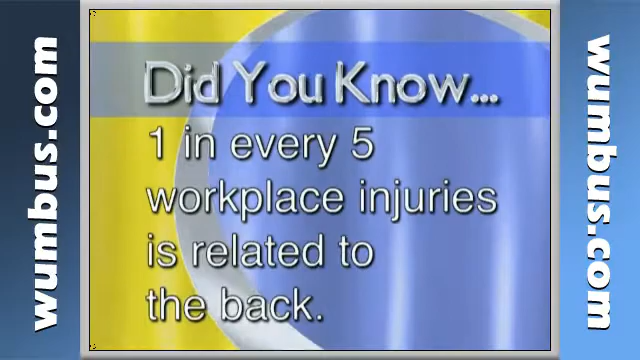 wumbus.com
Did You Know...
1 in every 5
workplace injuries
is related to
the back.
wumbus.com